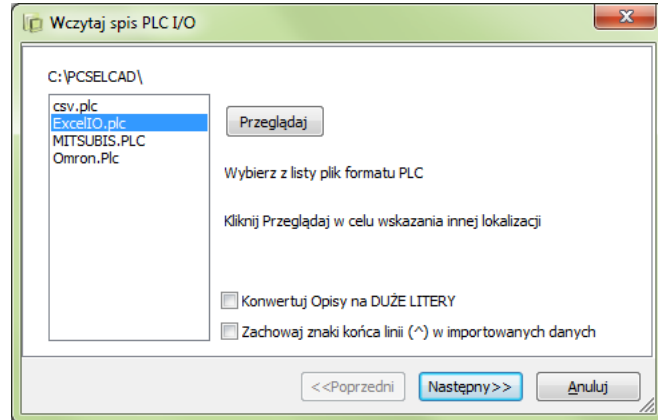 Wczytaj spis PLC I/O
C:\PCSELCAD\
csv.plc
ExcelIO.plc
MITSUBIS.PLC
Omron.Plc
Przeglądaj
Wybierz z listy plik formatu PLC
Kliknij Przeglądaj w celu wskazania innej lokalizacji
Konwertuj Opisy na DUŻE LITERY
Zachowaj znaki końca linii (^) w importowanych danych
<<Poprzedni
Następny>>
Anuluj